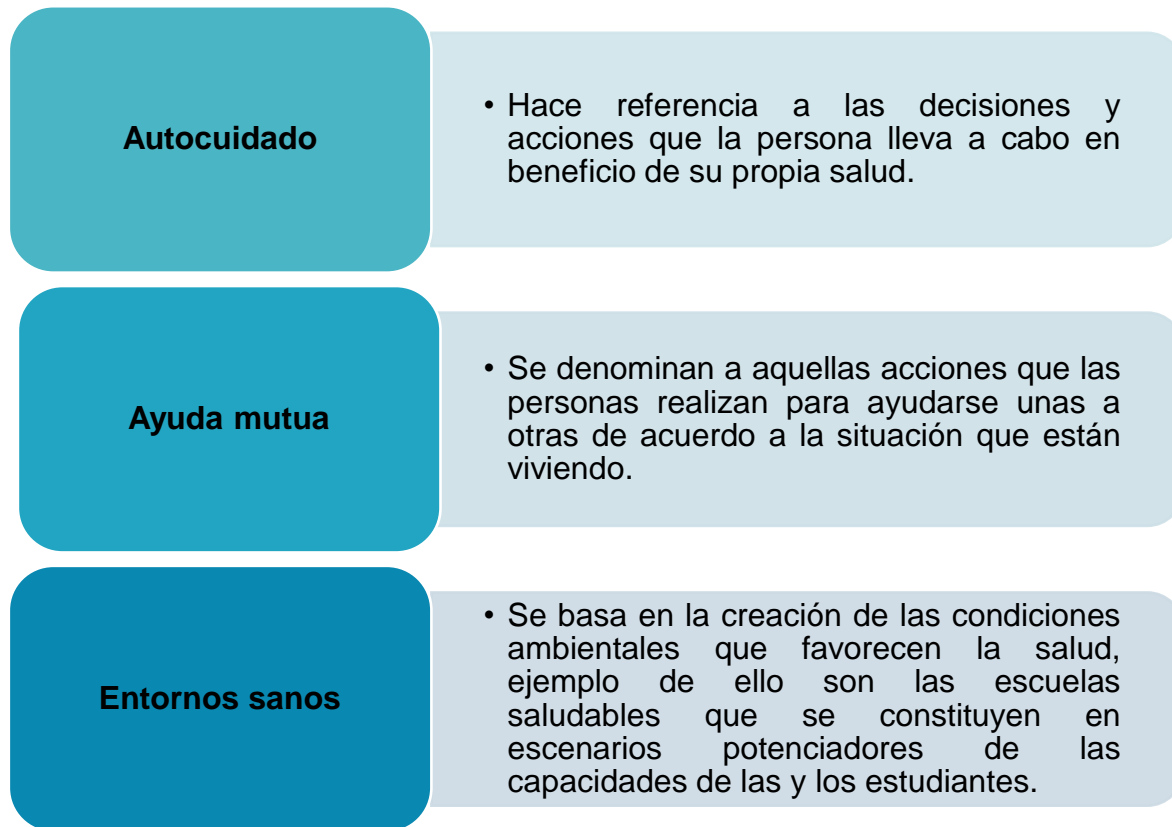 Autocuidado
• Hace referencia a las decisiones y
acciones que la persona lleva a cabo en
beneficio de su propia salud.
Ayuda mutua
• Se denominan a aquellas acciones que las
personas realizan para ayudarse unas a
otras de acuerdo a la situación que están
viviendo.
Entornos sanos
• Se basa en la creación de las condiciones
ambientales que favorecen la salud,
ejemplo de ello son las escuelas
saludables que se constituyen en
escenarios potenciadores de las
capacidades de las y los estudiantes.